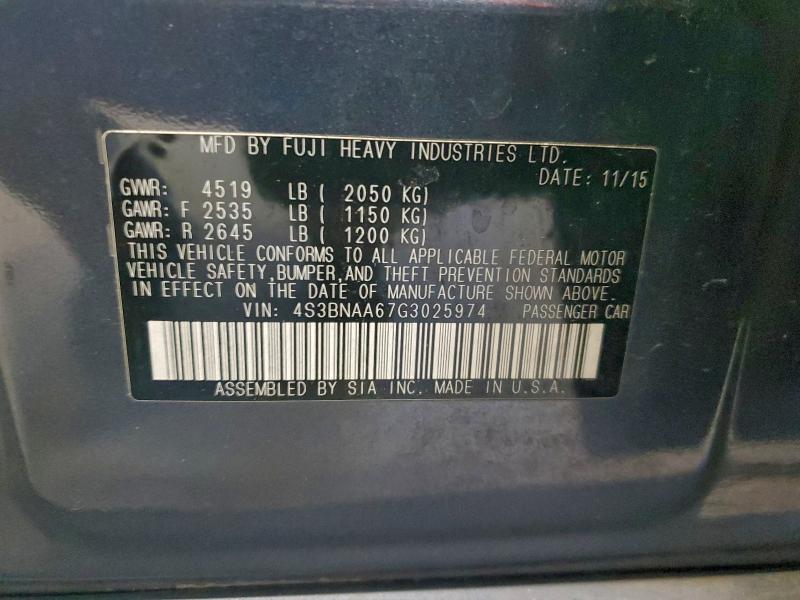 MFD BY FUJI HEAVY INDUSTRIES LTD.
DATE: 11/15
GVWR: 4519 LB ( 2050 KG)
GAWR: F 2535 LB ( 1150 KG)
GAWR: R 2645 LB ( 1200 KG)
THIS VEHICLE CONFORMS TO ALL APPLICABLE FEDERAL MOTOR
VEHICLE SAFETY,BUMPER,AND THEFT PREVENTION STANDARDS
IN EFFECT ON THE DATE OF MANUFACTURE SHOWN ABOVE.
VIN: 4S3BNAA67G3025974 PASSENGER CAR
ASSEMBLED BY SIA INC. MADE IN U.S.A.